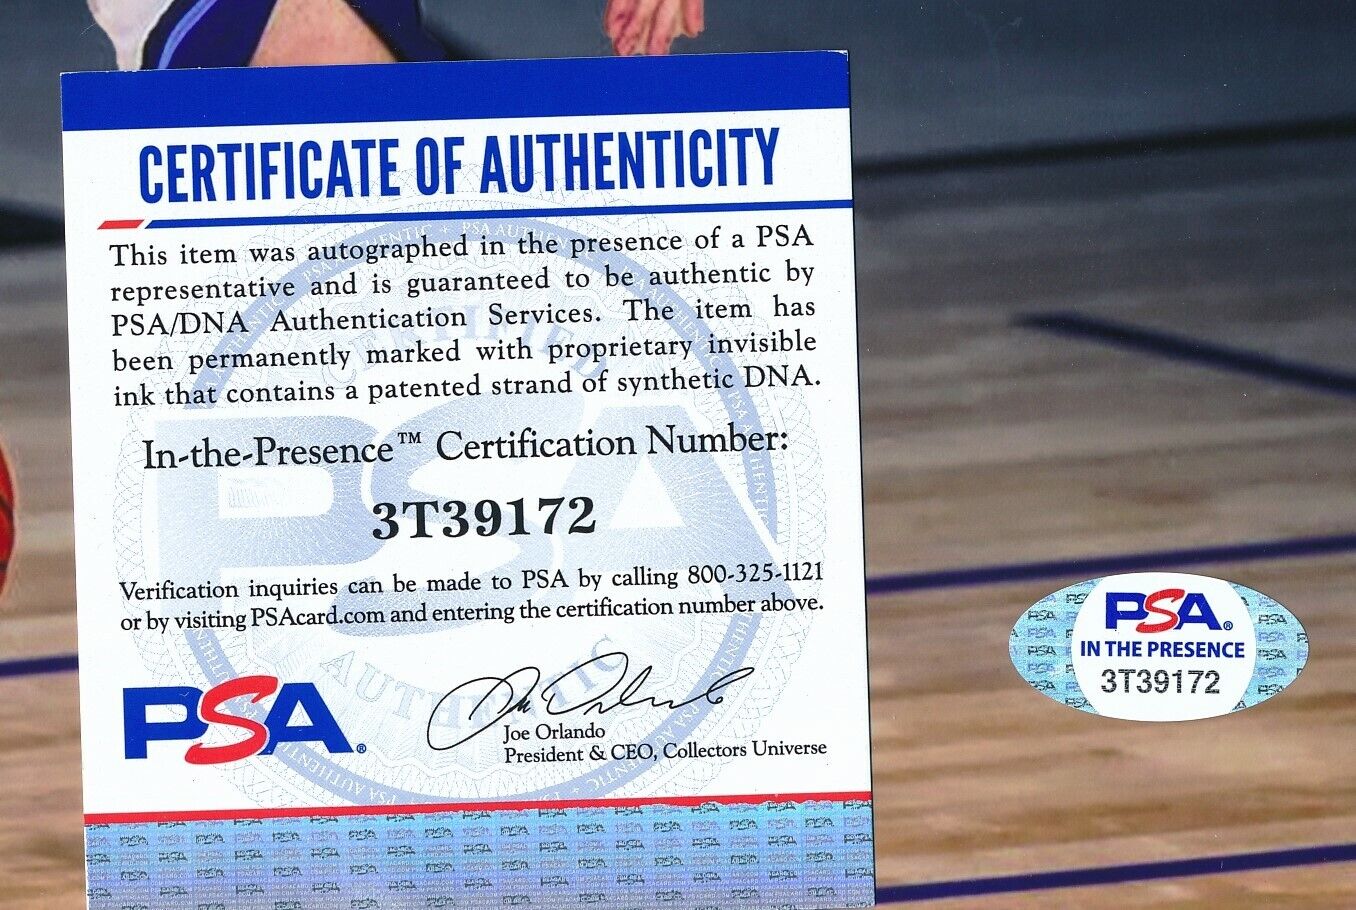 CERTIFICATE OF AUTHENTICITY
This item was autographed in the presence of a PSA
representative and is guaranteed to be authentic by
PSA/DNA Authentication Services. The item has
been permanently marked with proprietary invisible
ink that contains a patented strand of synthetic DNA.
In-the-Presence™ Certification Number:
3T39172
Verification inquiries can be made to PSA by calling 800-325-1121
or by visiting PSAcard.com and entering the certification number above.
PSA®
Joe Orlando
President & CEO, Collectors Universe
PSA®
IN THE PRESENCE
3T39172